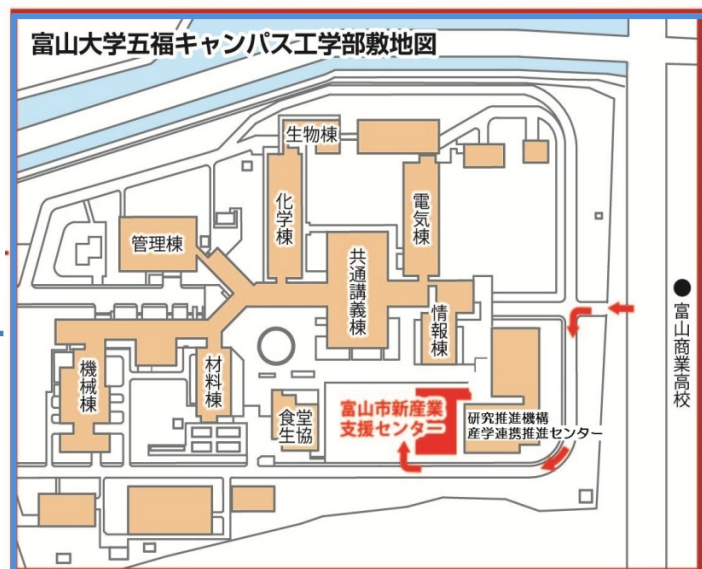 富山大学五福キャンパス工学部敷地図
生物棟
化学棟
電気棟
管理棟
共通講義棟
情報棟
富山商業高校
機械棟
材料棟
食堂
生協
富山市新産業
支援センター
研究推進機構
産学連携推進センター